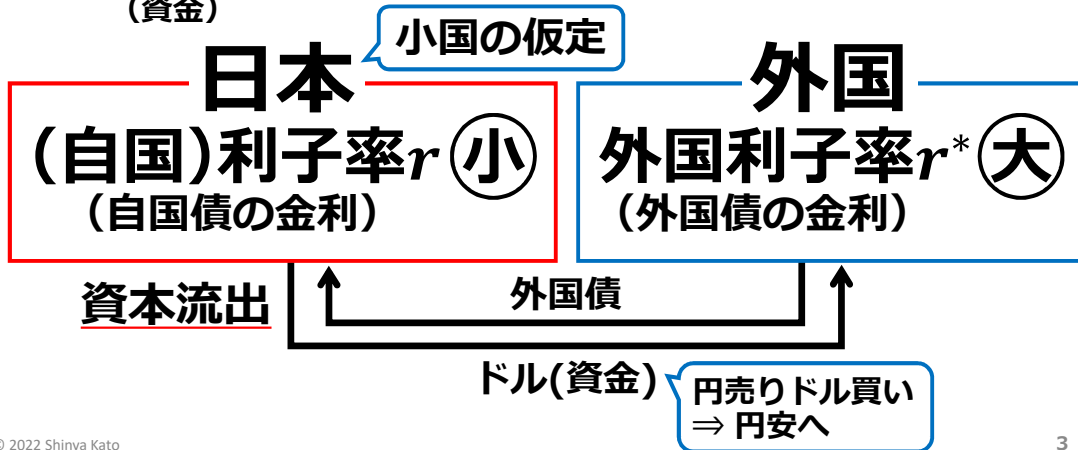 （資金）
小国の仮定
日本
外国
（自国）利子率r 小
外国利子率r* 大
（自国債の金利）
（外国債の金利）
資本流出
外国債
ドル(資金)
円売りドル買い
⇒ 円安へ
© 2022 Shinya Kato
3